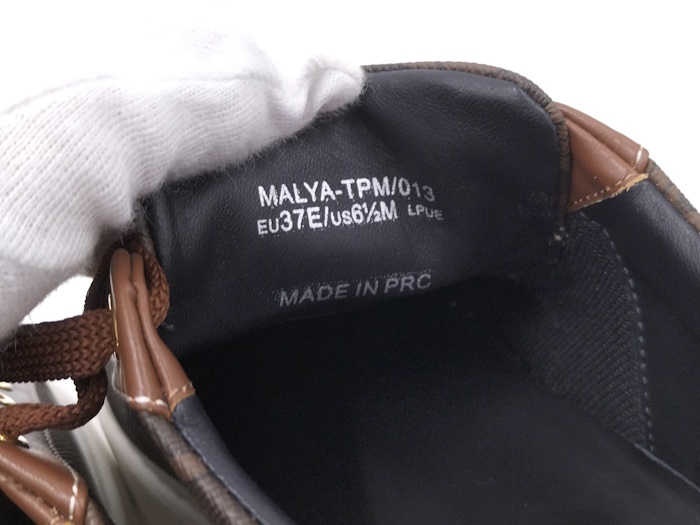 MALYA-TPM/013
EU37E/US6½M LPUE
MADE IN PRC